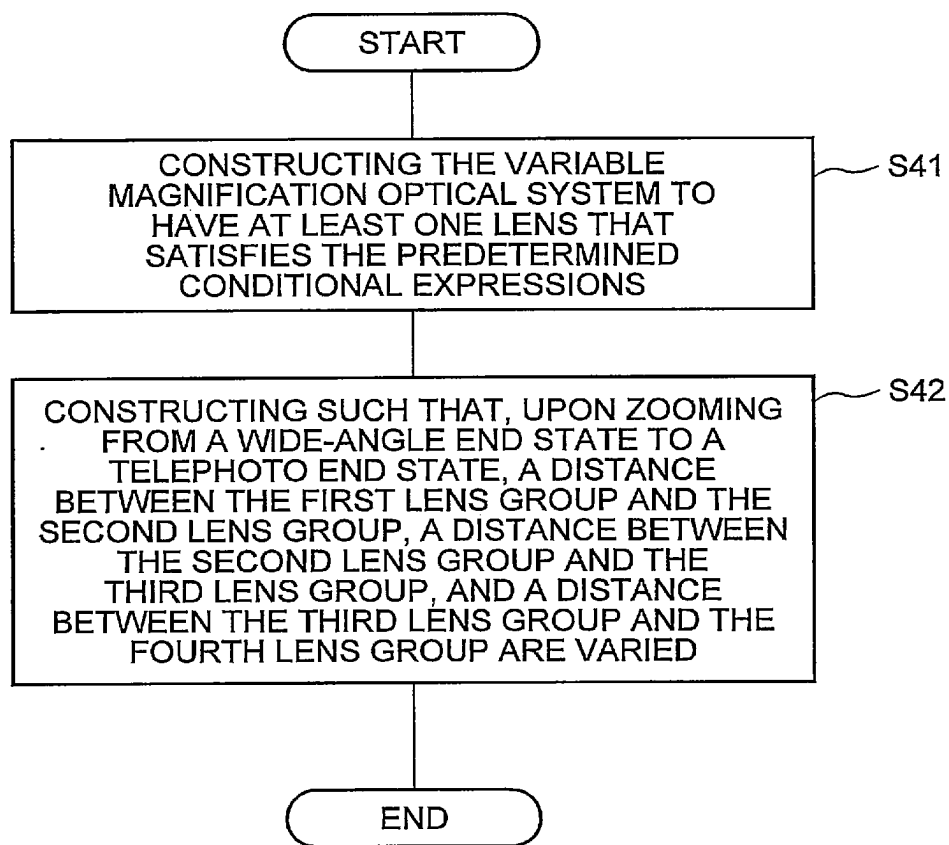 START
CONSTRUCTING THE VARIABLE
MAGNIFICATION OPTICAL SYSTEM TO
HAVE AT LEAST ONE LENS THAT
SATISFIES THE PREDETERMINED
CONDITIONAL EXPRESSIONS
S41
CONSTRUCTING SUCH THAT, UPON ZOOMING
FROM A WIDE-ANGLE END STATE TO A
TELEPHOTO END STATE, A DISTANCE
BETWEEN THE FIRST LENS GROUP AND THE
SECOND LENS GROUP, A DISTANCE BETWEEN
THE SECOND LENS GROUP AND THE
THIRD LENS GROUP, AND A DISTANCE
BETWEEN THE THIRD LENS GROUP AND THE
FOURTH LENS GROUP ARE VARIED
S42
END